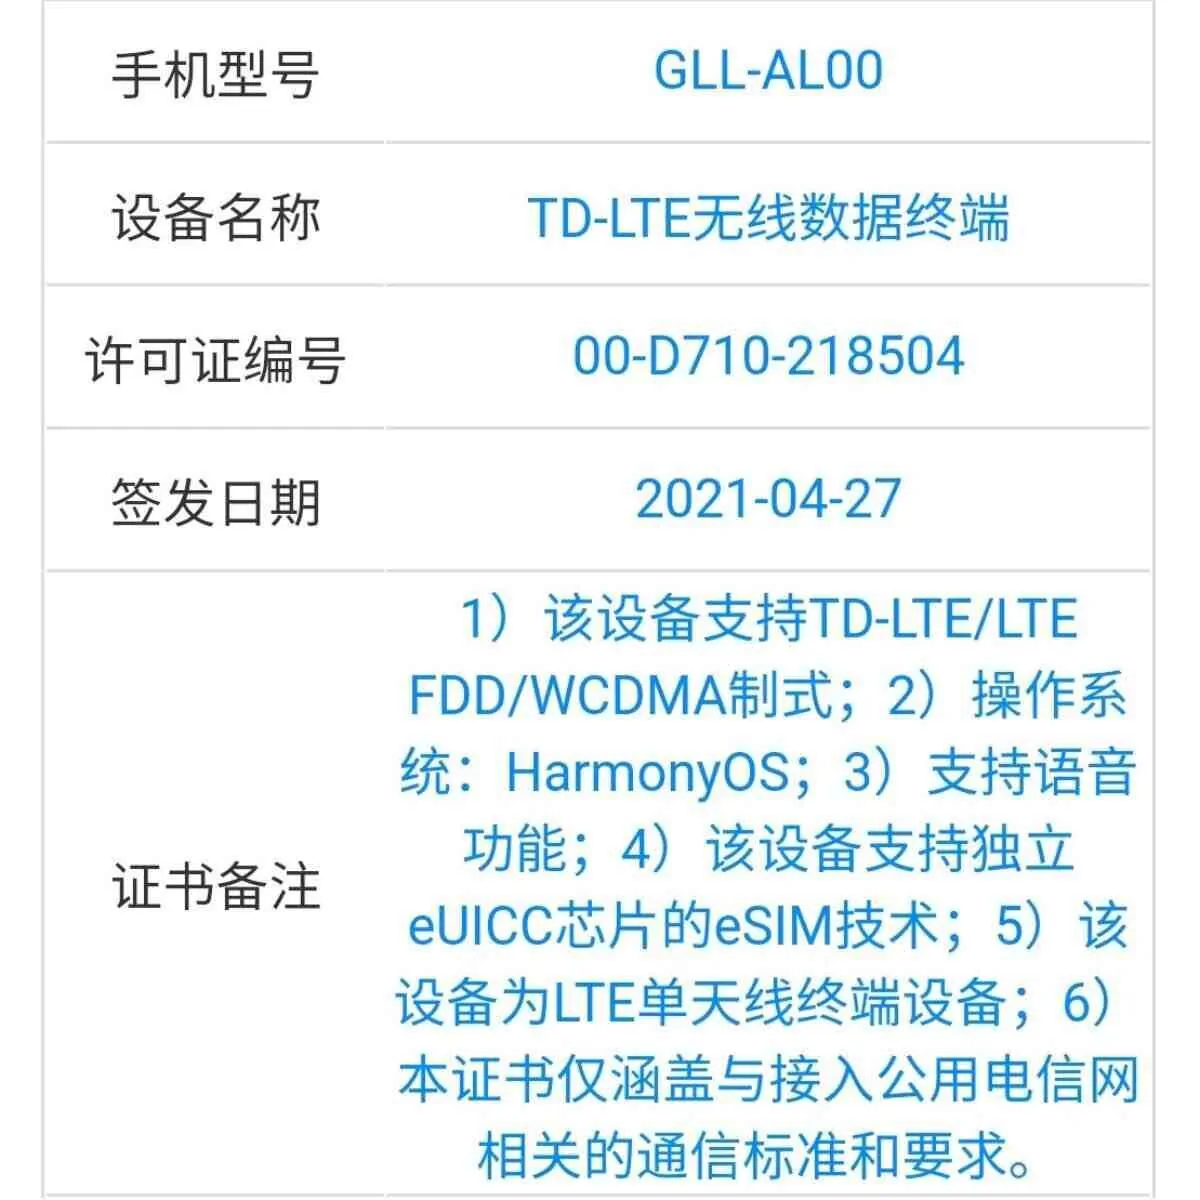 手机型号 GLL-AL00
设备名称 TD-LTE无线数据终端
许可证编号 00-D710-218504
签发日期 2021-04-27
证书备注
1）该设备支持TD-LTE/LTE
FDD/WCDMA制式；2）操作系
统：HarmonyOS；3）支持语音
功能；4）该设备支持独立
eUICC芯片的eSIM技术；5）该
设备为LTE单天线终端设备；6）
本证书仅涵盖与接入公用电信网
相关的通信标准和要求。